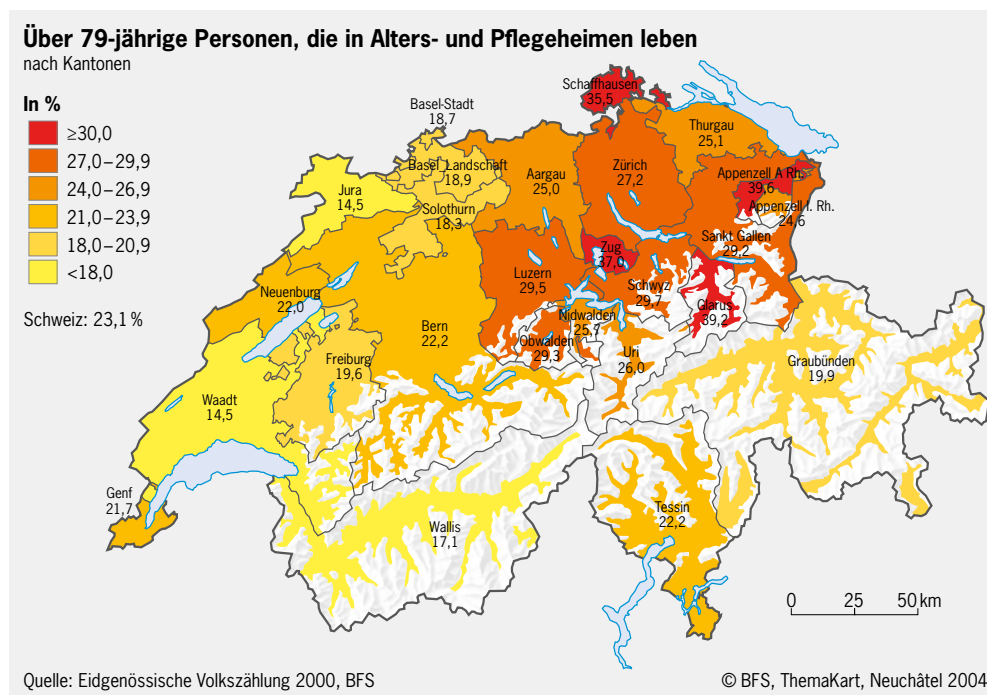 Über 79-jährige Personen, die in Alters- und Pflegeheimen leben
nach Kantonen
In %
≥30,0
27,0–29,9
24,0–26,9
21,0–23,9
18,0–20,9
<18,0
Schweiz: 23,1 %
Schaffhausen
35,5
Basel-Stadt
18,7
Thurgau
25,1
Basel_Landschaft
18,9
Aargau
25,0
Zürich
27,2
Appenzell A Rh.
39,6
Jura
14,5
Solothurn
18,3
Appenzell I. Rh.
24,6
Sankt Gallen
29,2
Zug
37,0
Luzern
29,5
Schwyz
29,7
Neuenburg
22,0
Glarus
39,2
Nidwalden
25,7
Bern
22,2
Obwalden
29,3
Uri
26,0
Freiburg
19,6
Graubünden
19,9
Waadt
14,5
Genf
21,7
Tessin
22,2
Wallis
17,1
0 25 50 km
Quelle: Eidgenössische Volkszählung 2000, BFS
© BFS, ThemaKart, Neuchâtel 2004